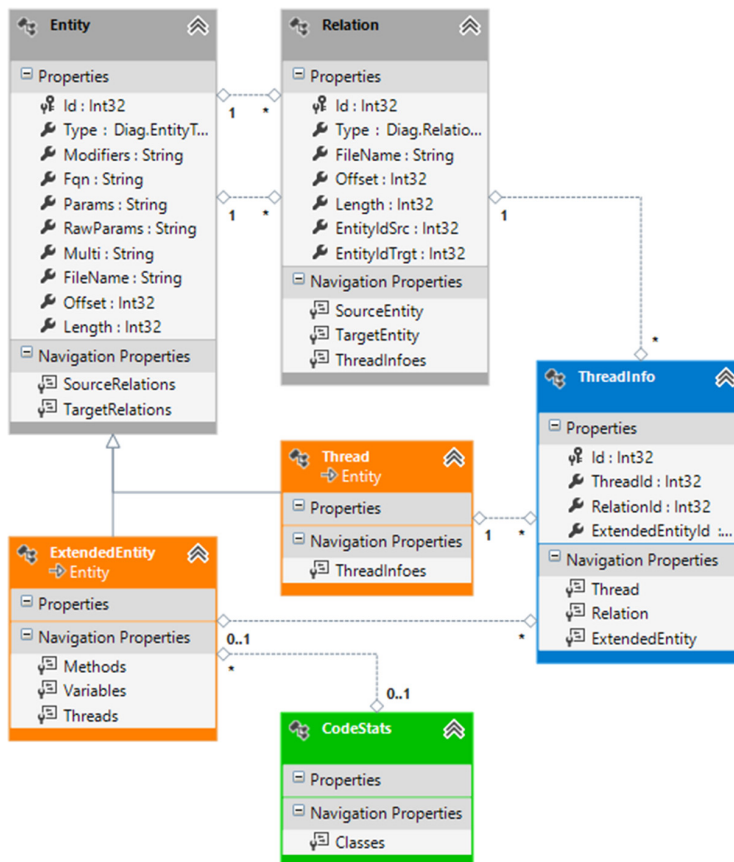 Entity
Properties
Id : Int32
Type : Diag.EntityT...
Modifiers : String
Fqn : String
Params : String
RawParams : String
Multi : String
FileName : String
Offset : Int32
Length : Int32
Navigation Properties
SourceRelations
TargetRelations
1
*
1
*
Relation
Properties
Id : Int32
Type : Diag.Relatio...
FileName : String
Offset : Int32
Length : Int32
EntityIdSrc : Int32
EntityIdTrgt : Int32
Navigation Properties
SourceEntity
TargetEntity
ThreadInfoes
1
*
ThreadInfo
Properties
Id : Int32
ThreadId : Int32
RelationId : Int32
ExtendedEntityId :...
Navigation Properties
Thread
Relation
ExtendedEntity
Thread
Entity
Properties
Navigation Properties
ThreadInfoes
1
*
ExtendedEntity
Entity
Properties
Navigation Properties
Methods
Variables
Threads
0..1
*
*
0..1
CodeStats
Properties
Navigation Properties
Classes